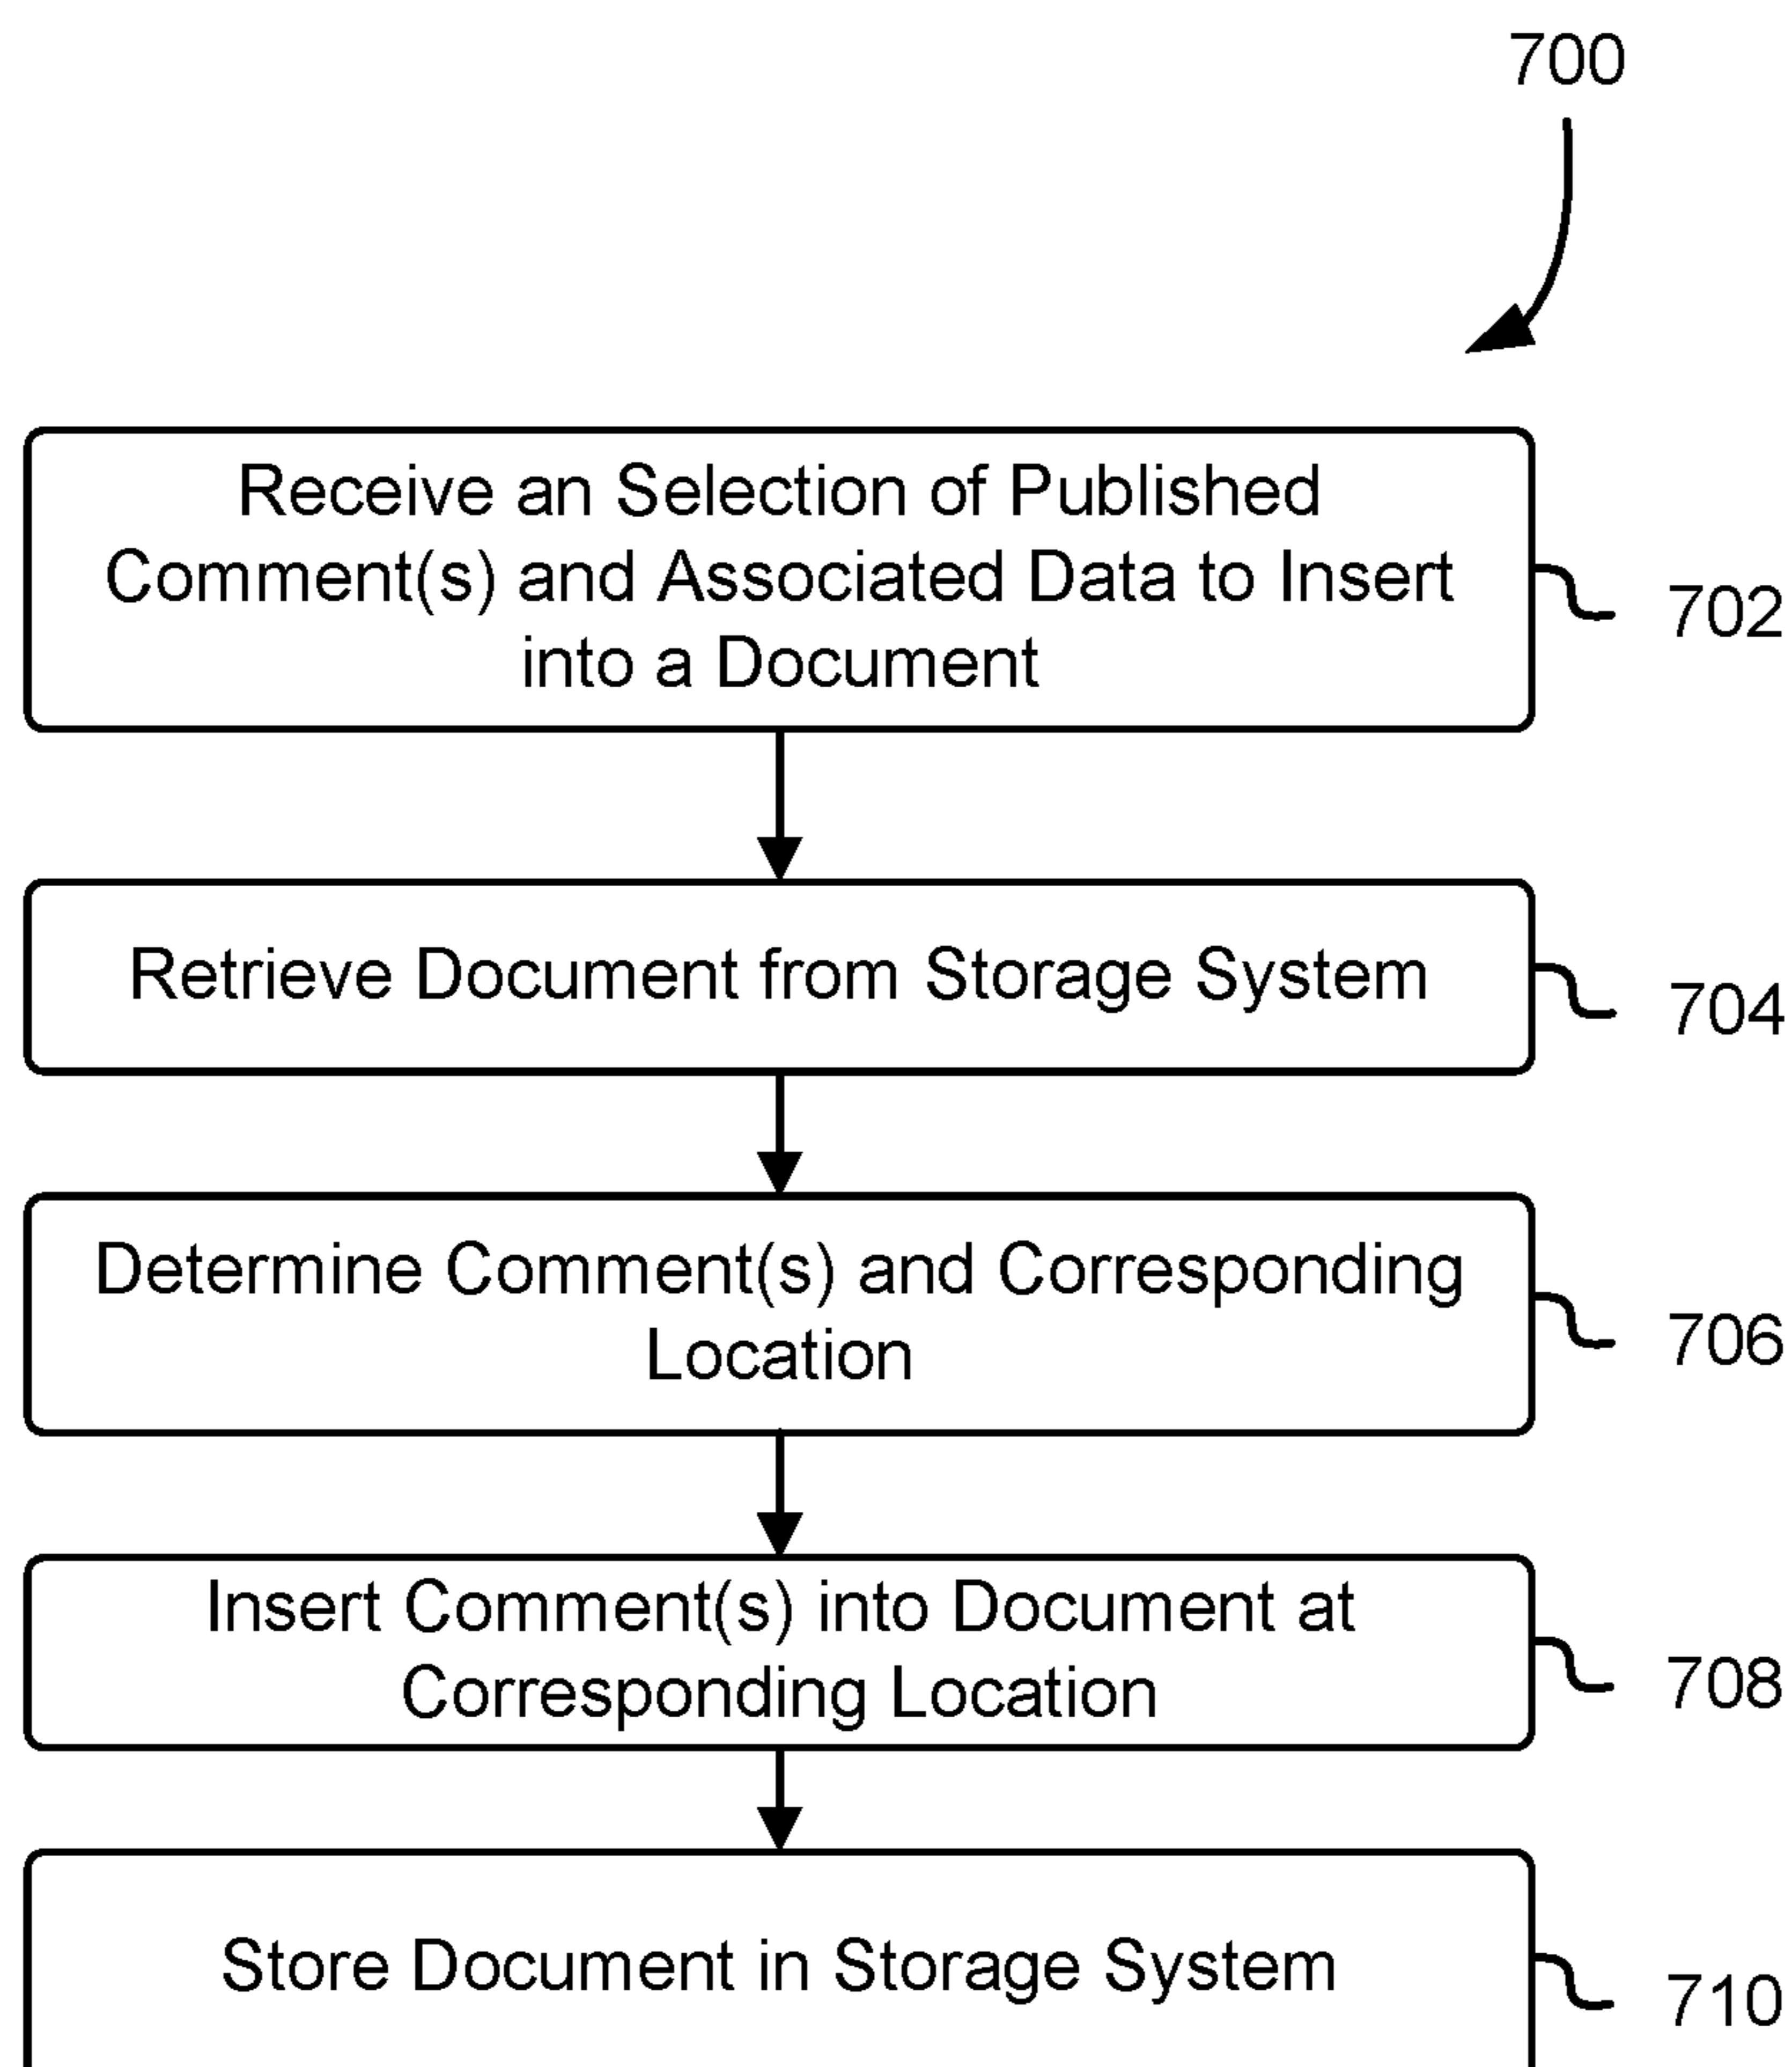 700
Receive an Selection of Published
Comment(s) and Associated Data to Insert
into a Document
702
Retrieve Document from Storage System
704
Determine Comment(s) and Corresponding
Location
706
Insert Comment(s) into Document at
Corresponding Location
708
Store Document in Storage System
710